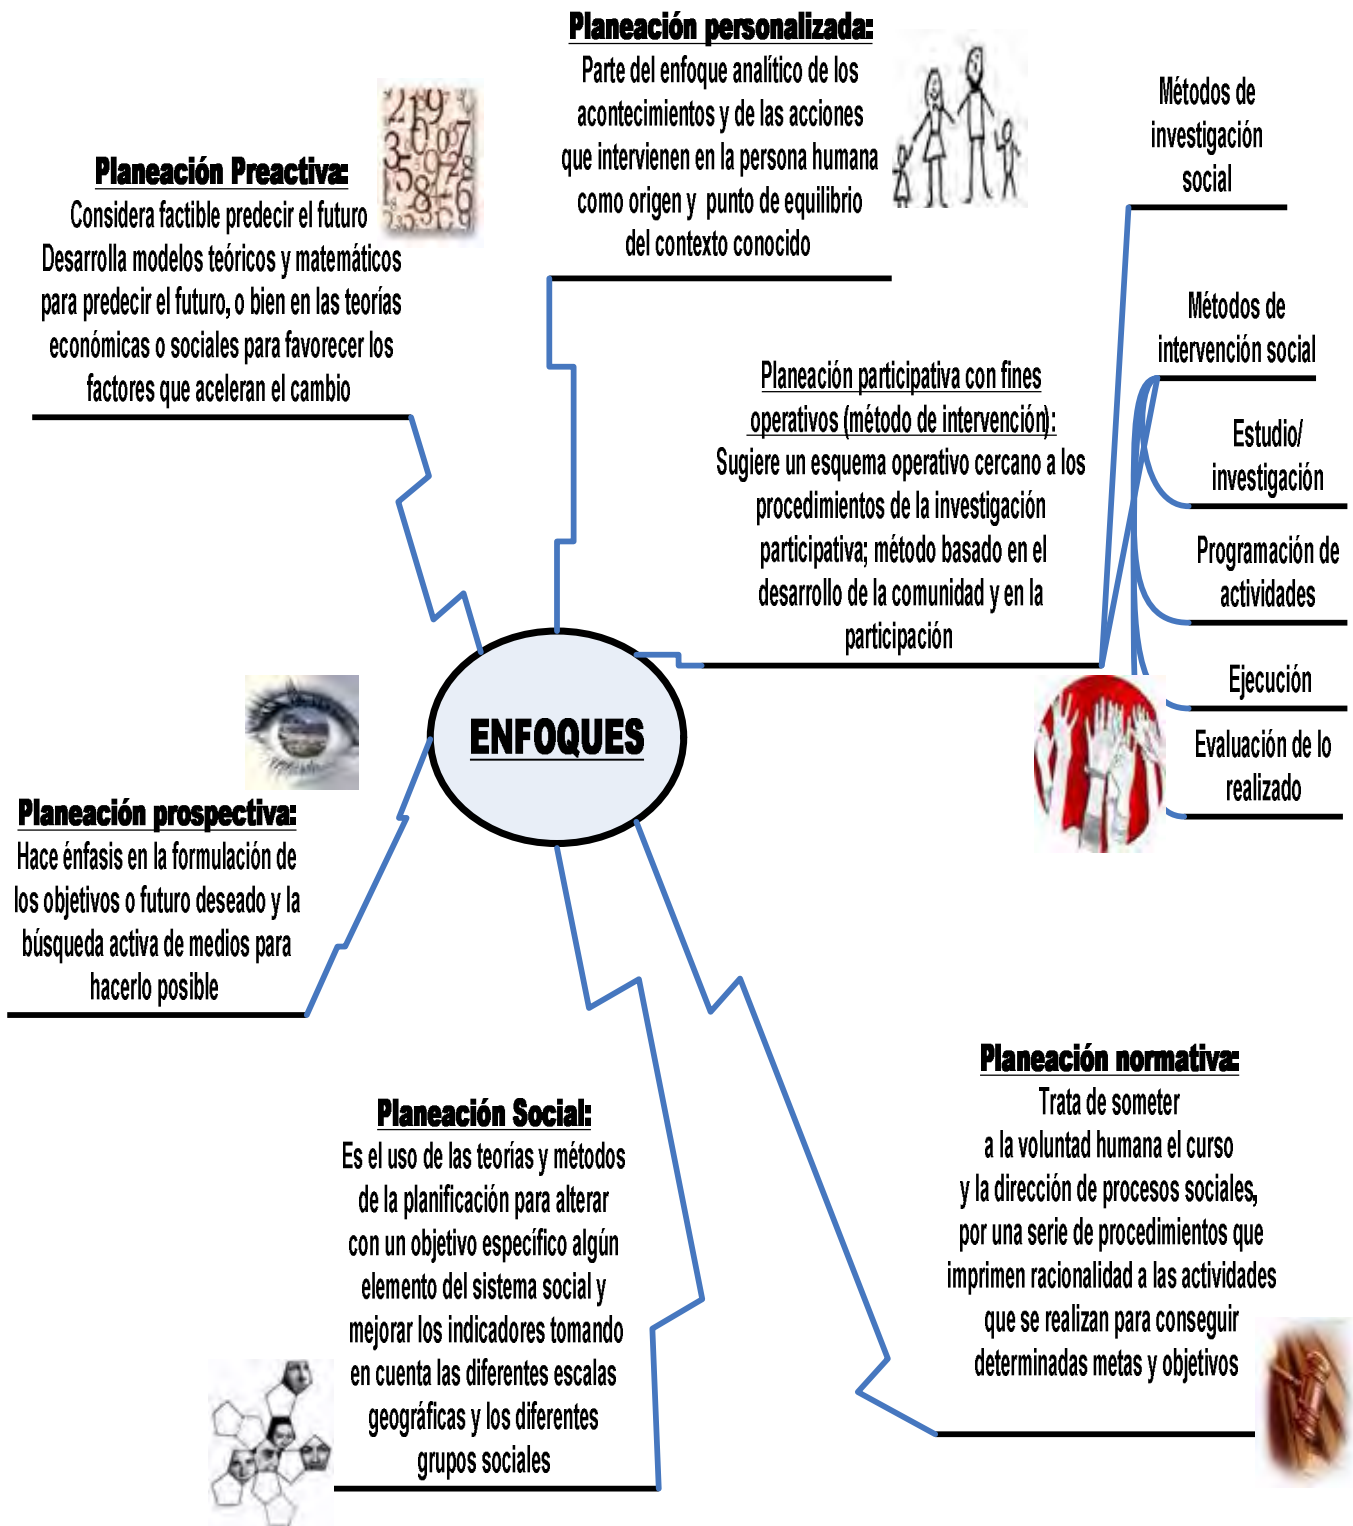 Planeación personalizada:
Parte del enfoque analítico de los
acontecimientos y de las acciones
que intervienen en la persona humana
como origen y punto de equilibrio
del contexto conocido
Planeación Preactiva:
Considera factible predecir el futuro
Desarrolla modelos teóricos y matemáticos
para predecir el futuro, o bien en las teorías
económicas o sociales para favorecer los
factores que aceleran el cambio
Métodos de
investigación
social
Métodos de
intervención social
Estudio/
investigación
Programación de
actividades
Ejecución
Evaluación de lo
realizado
Planeación participativa con fines
operativos (método de intervención):
Sugiere un esquema operativo cercano a los
procedimientos de la investigación
participativa; método basado en el
desarrollo de la comunidad y en la
participación
ENFOQUES
Planeación prospectiva:
Hace énfasis en la formulación de
los objetivos o futuro deseado y la
búsqueda activa de medios para
hacerlo posible
Planeación Social:
Es el uso de las teorías y métodos
de la planificación para alterar
con un objetivo específico algún
elemento del sistema social y
mejorar los indicadores tomando
en cuenta las diferentes escalas
geográficas y los diferentes
grupos sociales
Planeación normativa:
Trata de someter
a la voluntad humana el curso
y la dirección de procesos sociales,
por una serie de procedimientos que
imprimen racionalidad a las actividades
que se realizan para conseguir
determinadas metas y objetivos